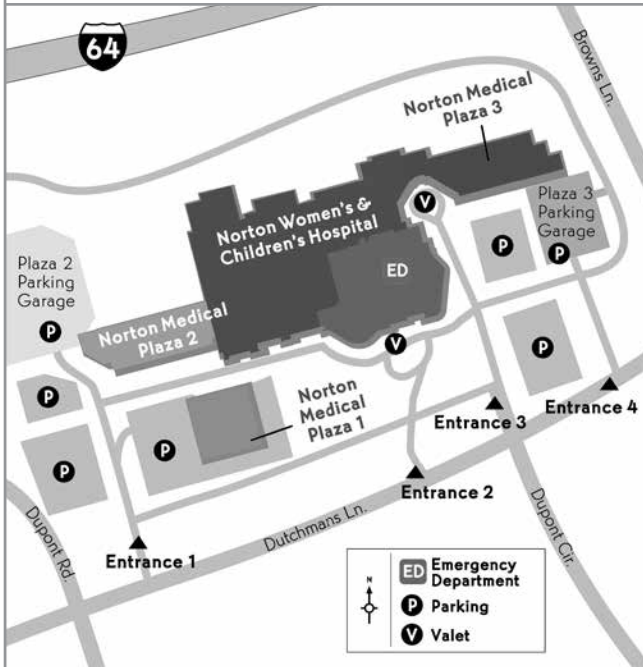 64
Browns Ln.
Norton Medical
Plaza 3
Norton Women's &
Children's Hospital
V
Plaza 3
Parking
Garage
P
P
ED
Plaza 2
Parking
Garage
P
Norton Medical
Plaza 2
V
P
P
Norton
Medical
Plaza 1
P
P
Entrance 4
Entrance 3
Entrance 2
Entrance 1
Dutchmans Ln.
Dupont Rd.
Dupont Cir.
N
ED Emergency
Department
P Parking
V Valet